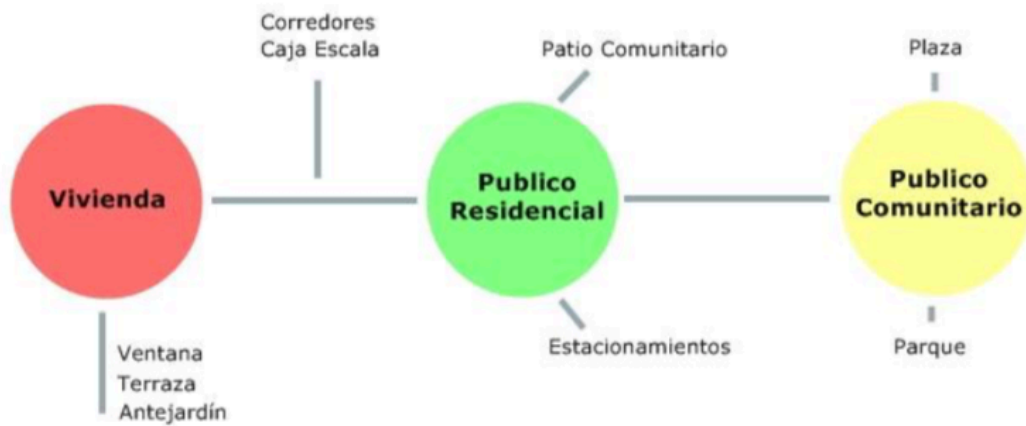 Corredores
Caja Escala
Patio Comunitario
Plaza
Vivienda
Publico
Residencial
Publico
Comunitario
Ventana
Terraza
Antejardín
Estacionamientos
Parque